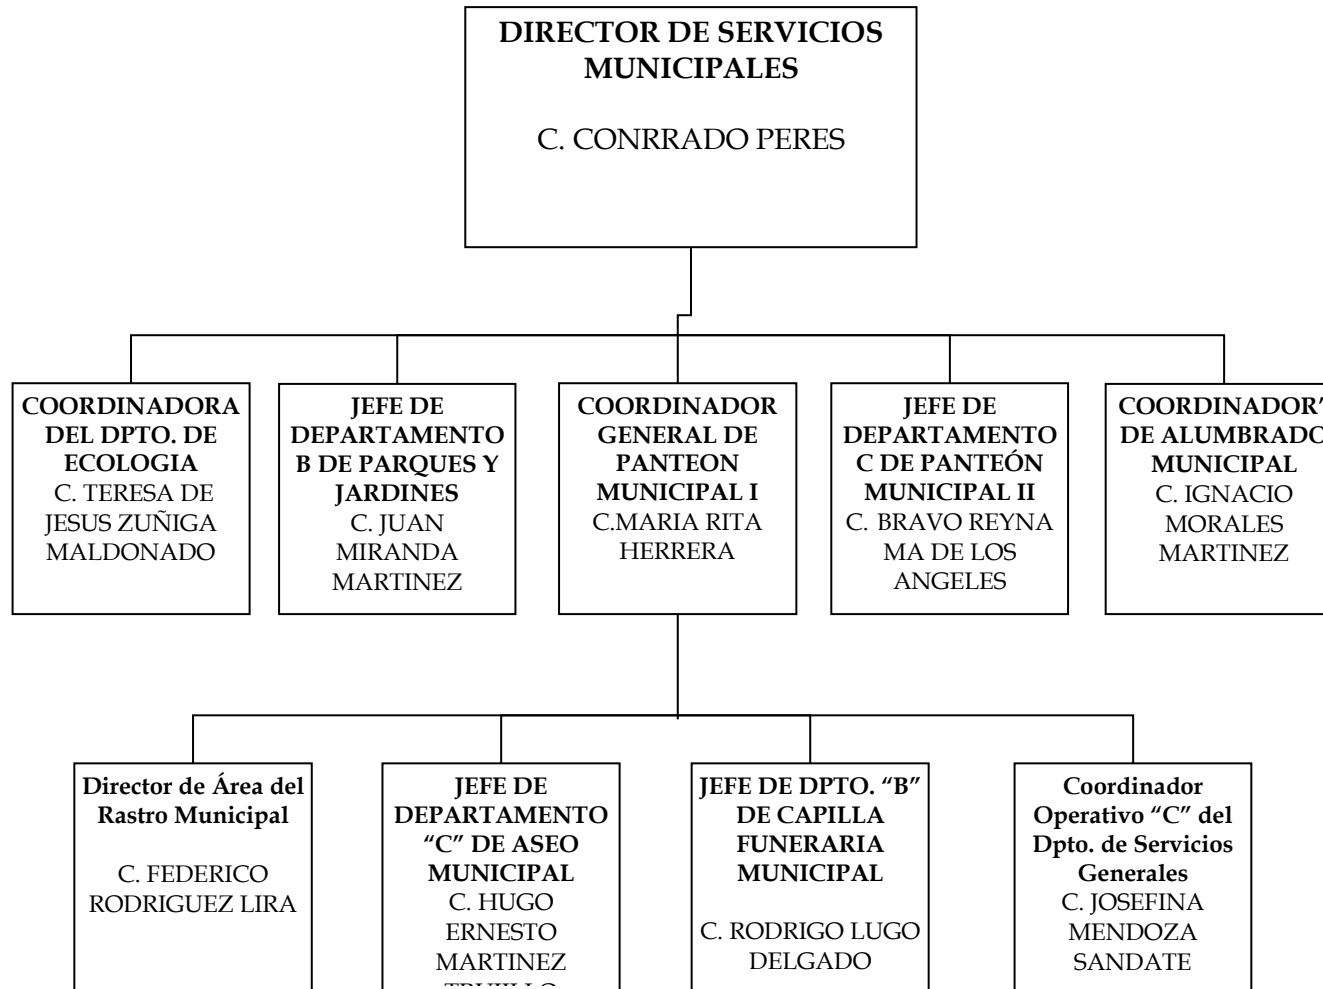 DIRECTOR DE SERVICIOS
MUNICIPALES
C. CONRRADO PERES
COORDINADORA
DEL DPTO. DE
ECOLOGIA
C. TERESA DE
JESUS ZUÑIGA
MALDONADO
JEFE DE
DEPARTAMENTO
B DE PARQUES Y
JARDINES
C. JUAN
MIRANDA
MARTINEZ
COORDINADOR
GENERAL DE
PANTEON
MUNICIPAL I
C.MARIA RITA
HERRERA
JEFE DE
DEPARTAMENTO
C DE PANTEÓN
MUNICIPAL II
C. BRAVO REYNA
MA DE LOS
ANGELES
COORDINADOR"
DE ALUMBRADO
MUNICIPAL
C. IGNACIO
MORALES
MARTINEZ
Director de Área del
Rastro Municipal
C. FEDERICO
RODRIGUEZ LIRA
JEFE DE
DEPARTAMENTO
“C” DE ASEO
MUNICIPAL
C. HUGO
ERNESTO
MARTINEZ
JEFE DE DPTO. “B”
DE CAPILLA
FUNERARIA
MUNICIPAL
C. RODRIGO LUGO
DELGADO
Coordinador
Operativo “C” del
Dpto. de Servicios
Generales
C. JOSEFINA
MENDOZA
SANDATE